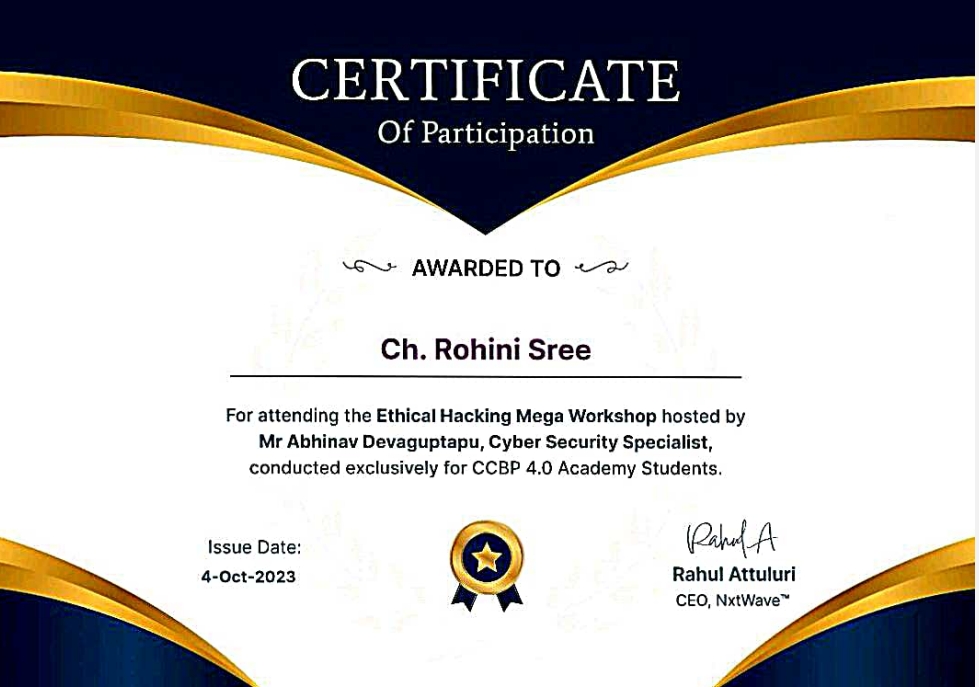 CERTIFICATE
Of Participation
AWARDED TO
Ch. Rohini Sree
For attending the Ethical Hacking Mega Workshop hosted by
Mr Abhinav Devaguptapu, Cyber Security Specialist,
conducted exclusively for CCBP 4.0 Academy Students.
Issue Date:
4-Oct-2023
Rahul A
Rahul Attuluri
CEO, NxtWave™